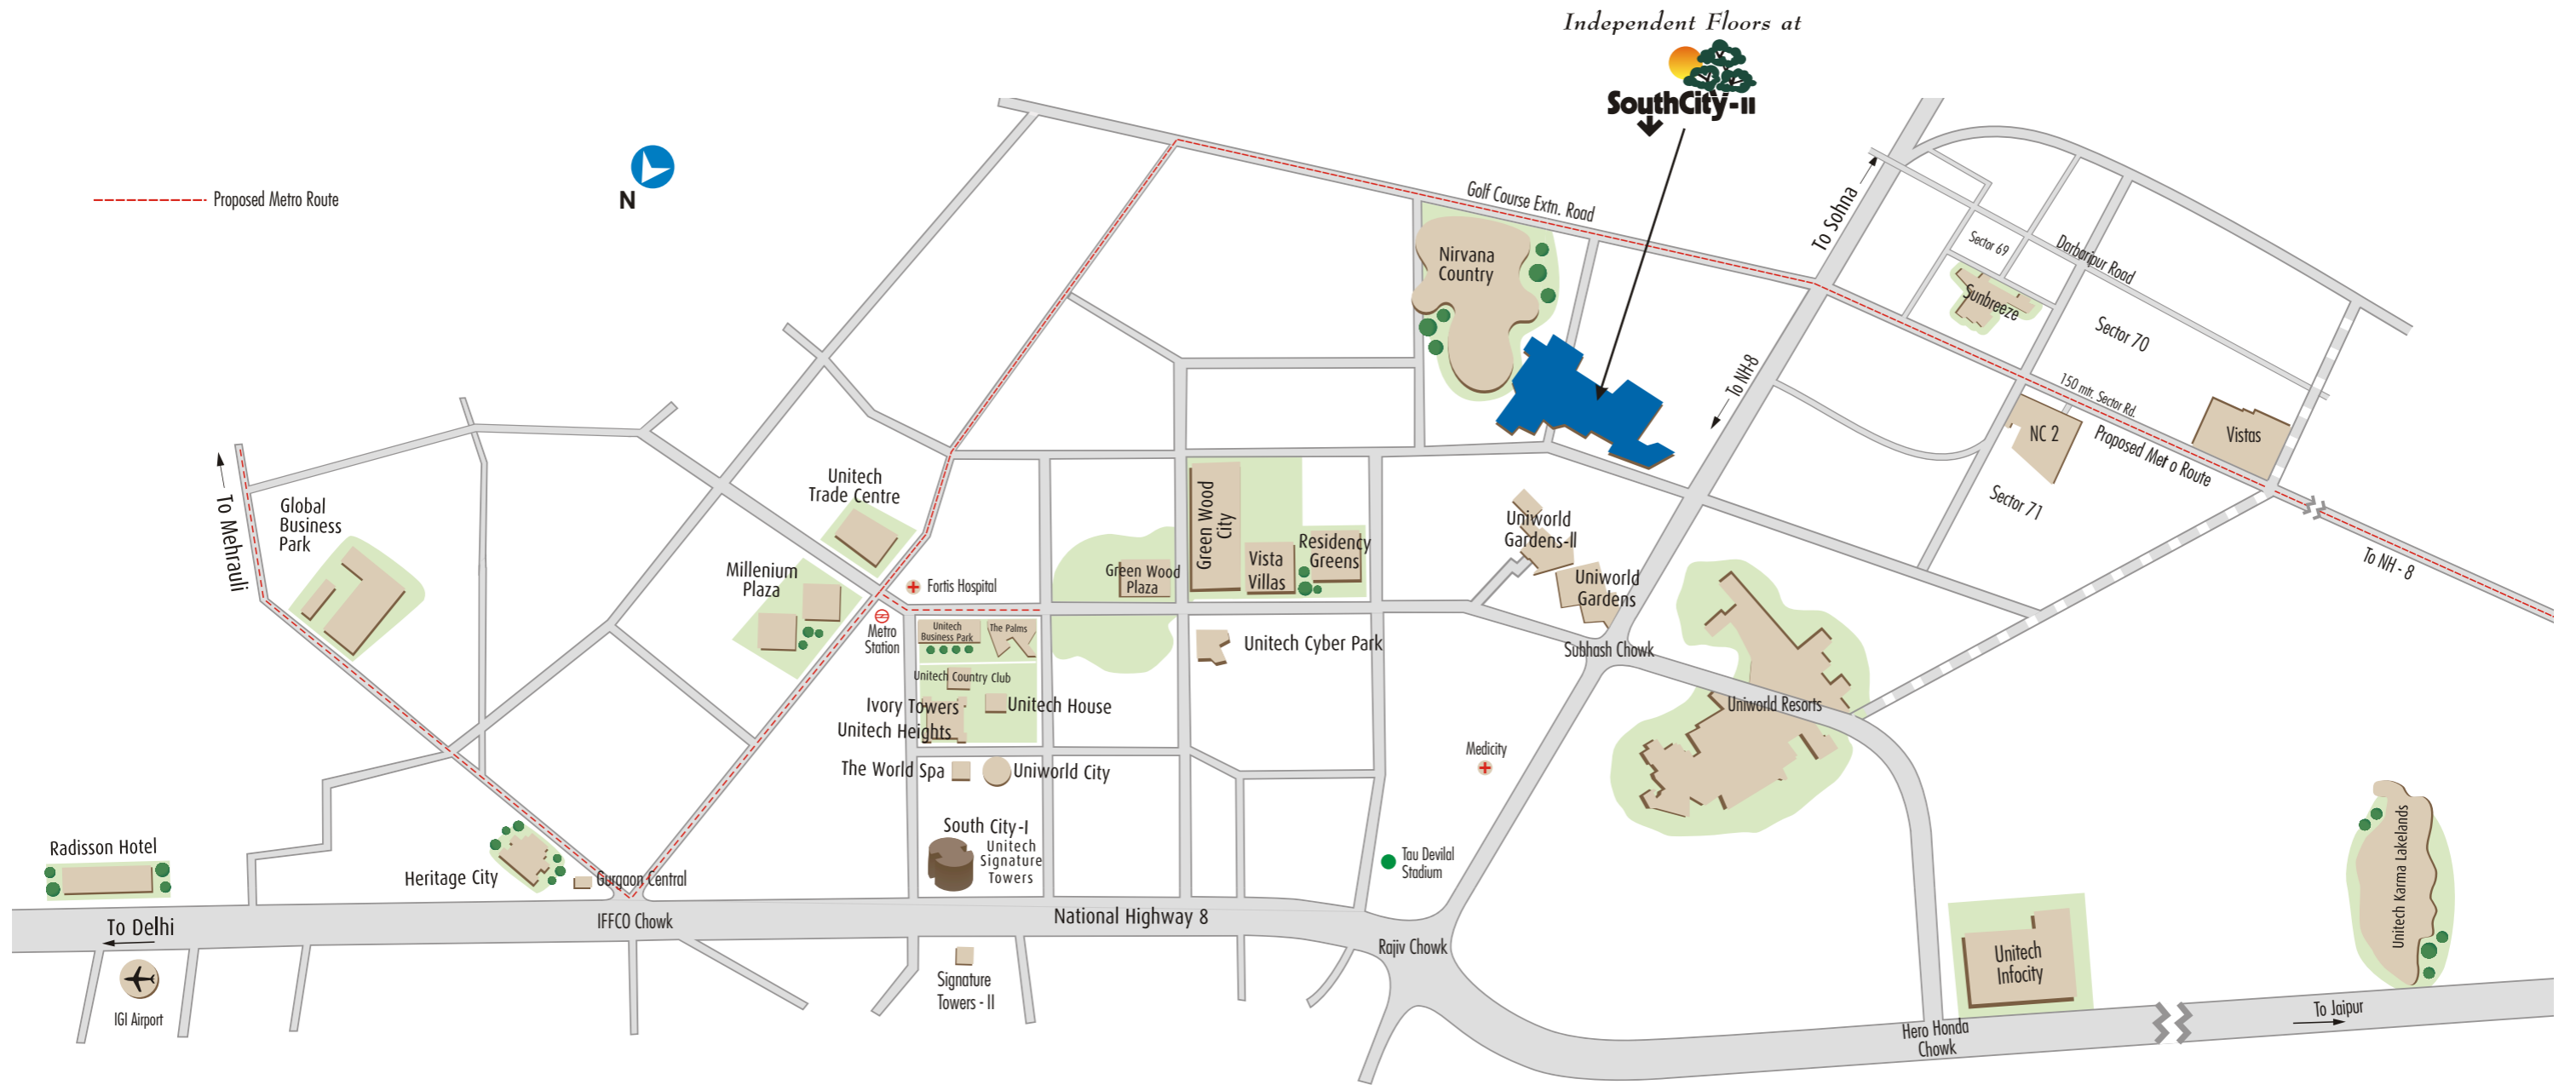 Independent Floors at
SouthCity-II
N
Proposed Metro Route
Golf Course Extn. Road
To Sohna
Nirvana
Country
Sector 69
Darbaripur Road
Sunbreeze
Sector 70
To NH-8
150 mtr. Sector Rd.
Proposed Met o Route
NC 2
Vistas
Sector 71
To NH - 8
To Mehrauli
Global
Business
Park
Unitech
Trade Centre
Millenium
Plaza
Fortis Hospital
Metro
Station
Green Wood
Plaza
Green Wood
City
Vista
Villas
Residency
Greens
Uniworld
Gardens-II
Uniworld
Gardens
Unitech
Business Park
The Palms
Unitech Country Club
Ivory Towers
Unitech House
Unitech Heights
Unitech Cyber Park
Subhash Chowk
Uniworld Resorts
The World Spa
Uniworld City
Medicity
South City-I
Unitech
Signature
Towers
Tau Devilal
Stadium
Radisson Hotel
Heritage City
Gurgaon Central
To Delhi
IFFCO Chowk
National Highway 8
Rajiv Chowk
IGI Airport
Signature
Towers - II
Unitech
Infocity
Unitech Karma Lakelands
Hero Honda
Chowk
To Jaipur